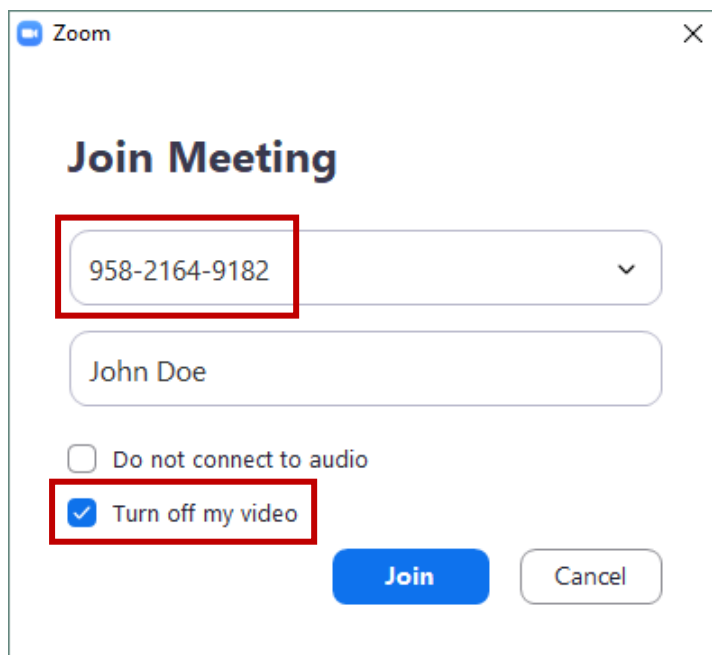 Zoom
Join Meeting
958-2164-9182
John Doe
Do not connect to audio
Turn off my video
Join Cancel